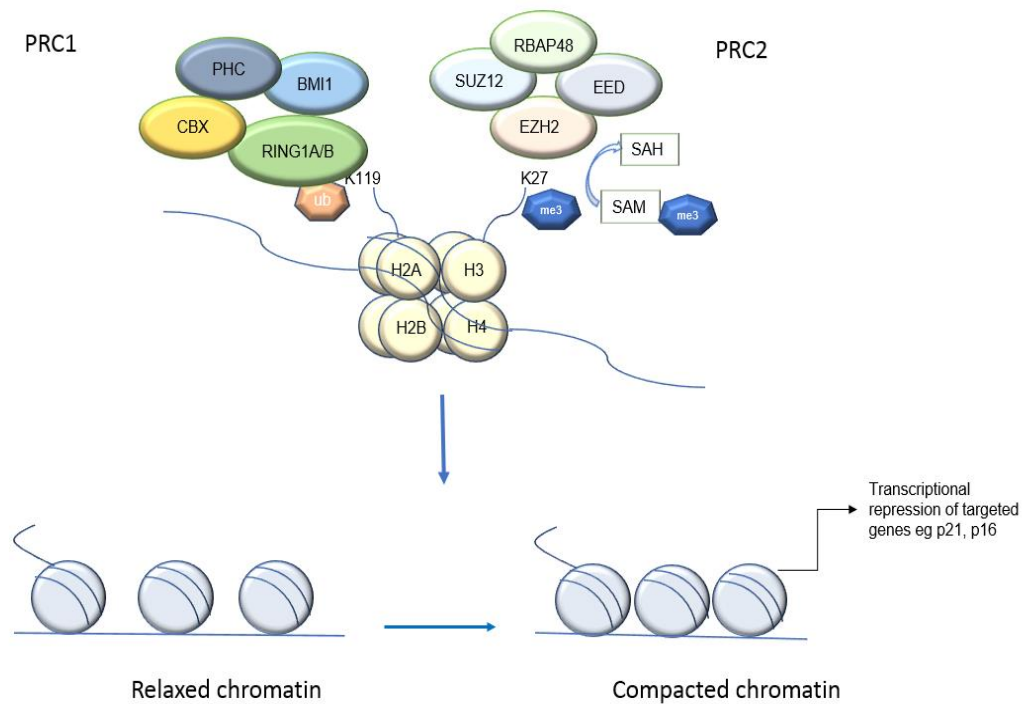 PRC1
PHC
BMI1
CBX
RING1A/B
ub
K119
RBAP48
PRC2
SUZ12
EED
EZH2
SAH
K27
me3
SAM
me3
H2A
H3
H2B
H4
Transcriptional
repression of targeted
genes eg p21, p16
Relaxed chromatin
Compacted chromatin